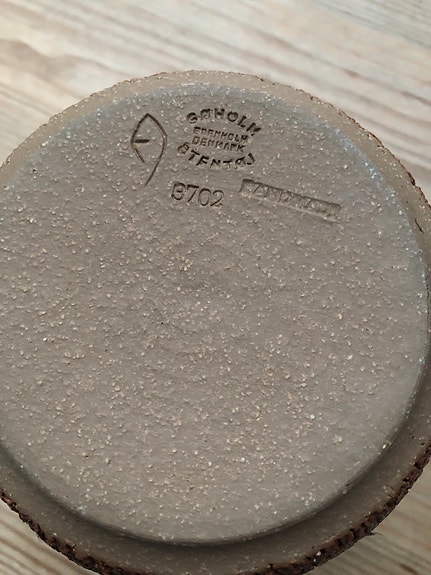 SØHOLM
BORNHOLM
DENMARK
STENTØJ
3702
HANDMADE